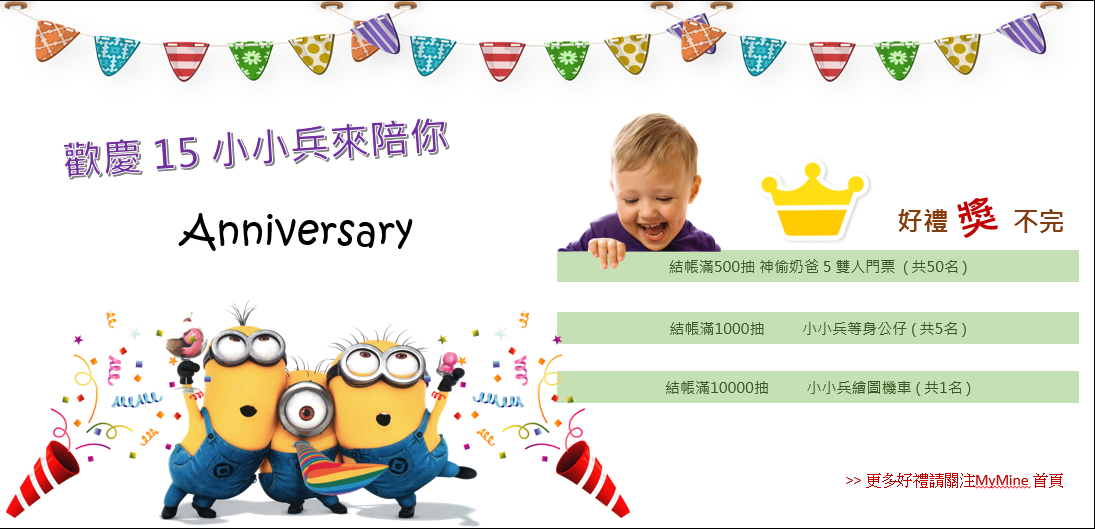 歡慶 15 小小兵來陪你
Anniversary
好禮 獎 不完
結帳滿500抽 神偷奶爸 5 雙人門票 ( 共50名 )
結帳滿1000抽 小小兵等身公仔 ( 共5名 )
結帳滿10000抽 小小兵繪圖機車 ( 共1名 )
>> 更多好禮請關注MyMine 首頁